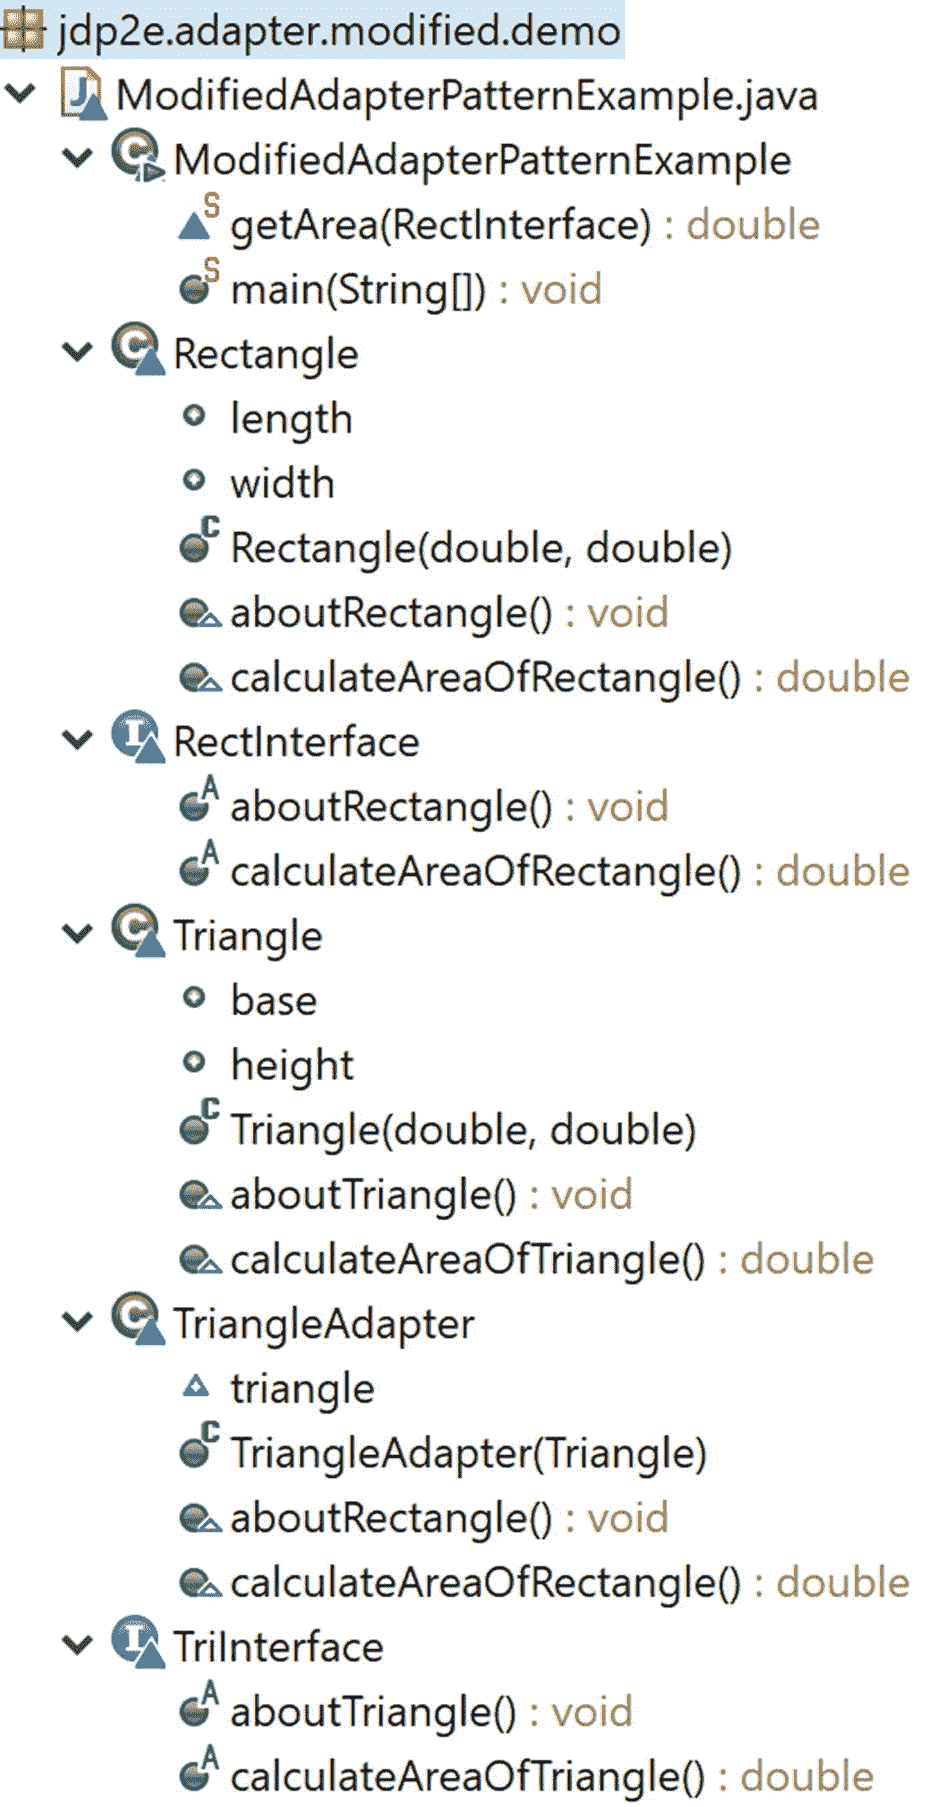 jdp2e.adapter.modified.demo
ModifiedAdapterPatternExample.java
ModifiedAdapterPatternExample
getArea(RectInterface) : double
main(String[]) : void
Rectangle
length
width
Rectangle(double, double)
aboutRectangle() : void
calculateAreaOfRectangle() : double
RectInterface
aboutRectangle() : void
calculateAreaOfRectangle() : double
Triangle
base
height
Triangle(double, double)
aboutTriangle() : void
calculateAreaOfTriangle() : double
TriangleAdapter
triangle
TriangleAdapter(Triangle)
aboutRectangle() : void
calculateAreaOfRectangle() : double
TriInterface
aboutTriangle() : void
calculateAreaOfTriangle() : double